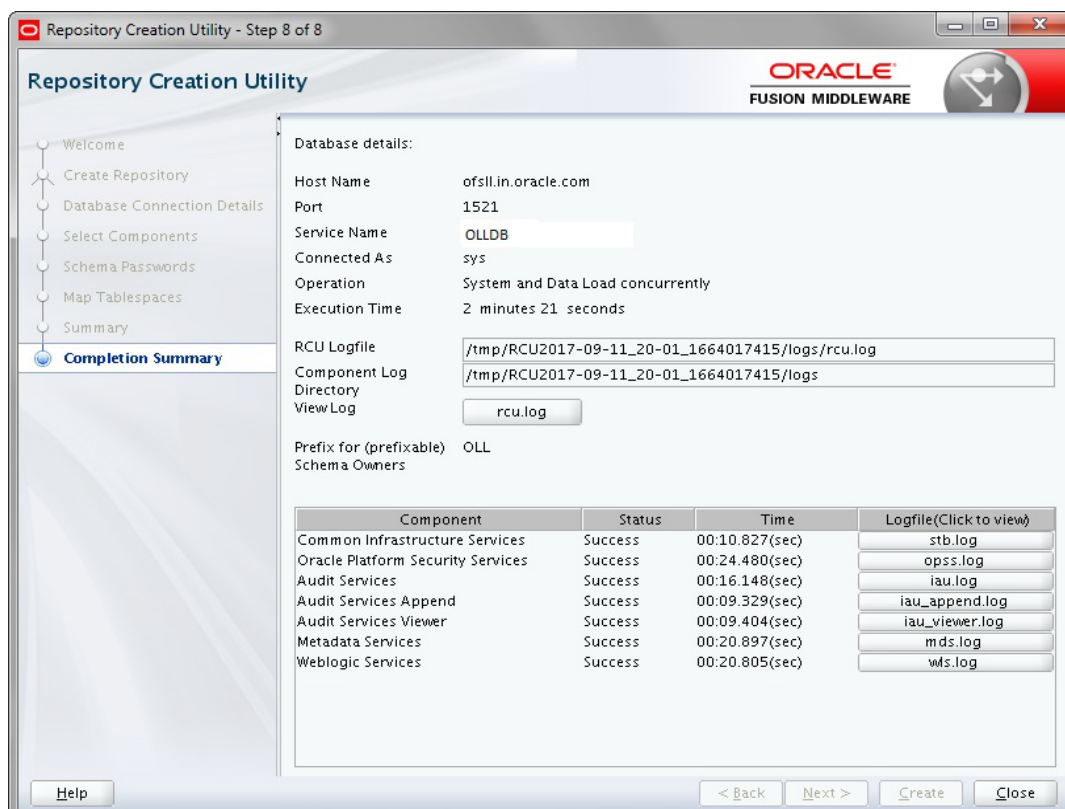 Repository Creation Utility - Step 8 of 8
Repository Creation Utility
ORACLE
FUSION MIDDLEWARE
Welcome
Create Repository
Database Connection Details
Select Components
Schema Passwords
Map Tablespaces
Summary
Completion Summary
Database details:
Host Name ofsll.in.oracle.com
Port 1521
Service Name OLLDB
Connected As sys
Operation System and Data Load concurrently
Execution Time 2 minutes 21 seconds
RCU Logfile /tmp/RCU2017-09-11_20-01_1664017415/logs/rcu.log
Component Log /tmp/RCU2017-09-11_20-01_1664017415/logs
Directory
View Log rcu.log
Prefix for (prefixable) OLL
Schema Owners
Component Status Time Logfile(Click to view)
Common Infrastructure Services Success 00:10.827(sec) stb.log
Oracle Platform Security Services Success 00:24.480(sec) opss.log
Audit Services Success 00:16.148(sec) iau.log
Audit Services Append Success 00:09.329(sec) iau_append.log
Audit Services Viewer Success 00:09.404(sec) iau_viewer.log
Metadata Services Success 00:20.897(sec) mds.log
Weblogic Services Success 00:20.805(sec) wls.log
Help < Back Next > Create Close